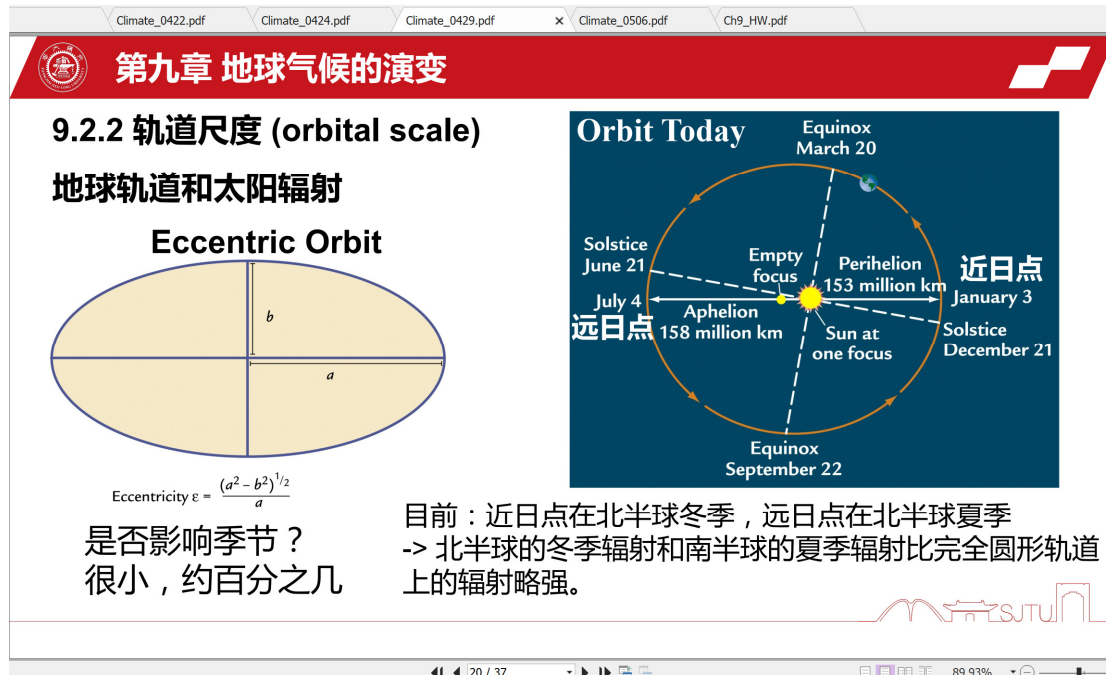 Climate_0422.pdf
Climate_0424.pdf
Climate_0429.pdf
×
Climate_0506.pdf
Ch9_HW.pdf
第九章 地球气候的演变
9.2.2 轨道尺度 (orbital scale)
地球轨道和太阳辐射
Eccentric Orbit
b
a
Eccentricity ε = (a² – b²)^1/2 / a
是否影响季节？
很小，约百分之几
Orbit Today
Equinox
March 20
Solstice
June 21
Empty
focus
Perihelion
153 million km
近日点
January 3
July 4
远日点
Aphelion
158 million km
Sun at
one focus
Solstice
December 21
Equinox
September 22
目前：近日点在北半球冬季，远日点在北半球夏季
-> 北半球的冬季辐射和南半球的夏季辐射比完全圆形轨道
上的辐射略强。
SJTU
20 / 37
89.93%